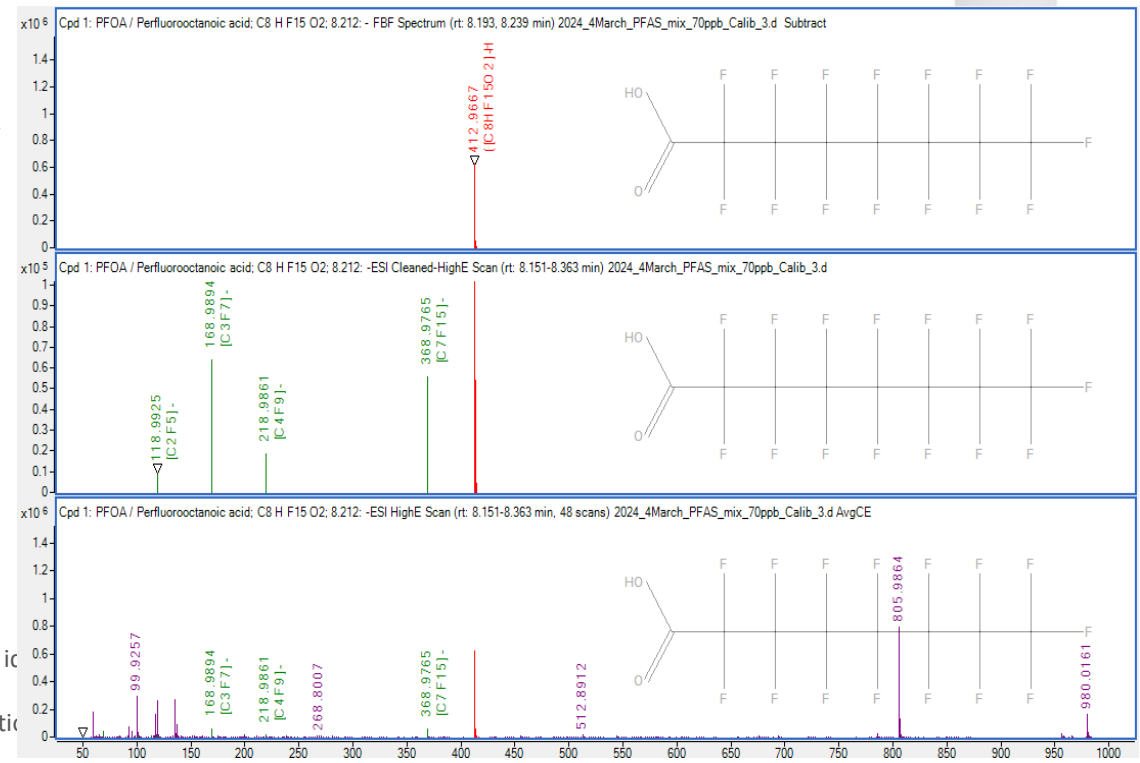 x10 6 Cpd 1: PFOA / Perfluorooctanoic acid; C8 H F15 O2; 8.212: - FBF Spectrum (rt: 8.193, 8.239 min) 2024_4March_PFAS_mix_70ppb_Calib_3.d Subtract
1.4
1.2
1
0.8
0.6
0.4
0.2
0
412.9667
([C8HF15O2]-H
F F F F F F F
HO
F
O
F F F F F F F
x10 5 Cpd 1: PFOA / Perfluorooctanoic acid; C8 H F15 O2; 8.212: -ESI Cleaned-HighE Scan (rt: 8.151-8.363 min) 2024_4March_PFAS_mix_70ppb_Calib_3.d
1
0.9
0.8
0.7
0.6
0.5
0.4
0.3
0.2
0.1
0
118.9925
[C2F5]-
168.9894
[C3F7]-
218.9861
[C4F9]-
368.9765
[C7F15]-
F F F F F F F
HO
F
O
F F F F F F F
x10 6 Cpd 1: PFOA / Perfluorooctanoic acid; C8 H F15 O2; 8.212: -ESI HighE Scan (rt: 8.151-8.363 min, 48 scans) 2024_4March_PFAS_mix_70ppb_Calib_3.d AvgCE
1.4
1.2
1
0.8
0.6
0.4
0.2
0
99.9257
168.9894
[C3F7]-
218.9861
[C4F9]-
268.8007
368.9765
[C7F15]-
512.8912
805.9864
980.0161
F F F F F F F
HO
F
O
F F F F F F F
50 100 150 200 250 300 350 400 450 500 550 600 650 700 750 800 850 900 950 1000